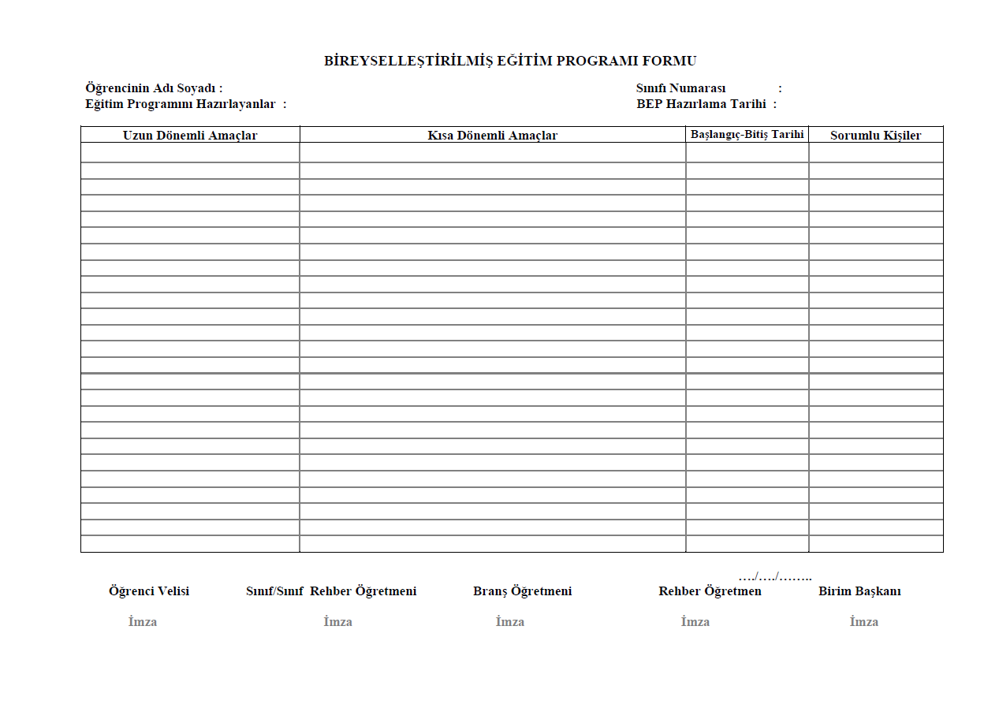 BİREYSELLEŞTİRİLMİŞ EĞİTİM PROGRAMI FORMU
Öğrencinin Adı Soyadı : Sınıfı Numarası :
Eğitim Programını Hazırlayanlar : BEP Hazırlama Tarihi :
Uzun Dönemli Amaçlar Kısa Dönemli Amaçlar Başlangıç-Bitiş Tarihi Sorumlu Kişiler
…./…./……..
Öğrenci Velisi Sınıf/Sınıf Rehber Öğretmeni Branş Öğretmeni Rehber Öğretmen Birim Başkanı
İmza İmza İmza İmza İmza